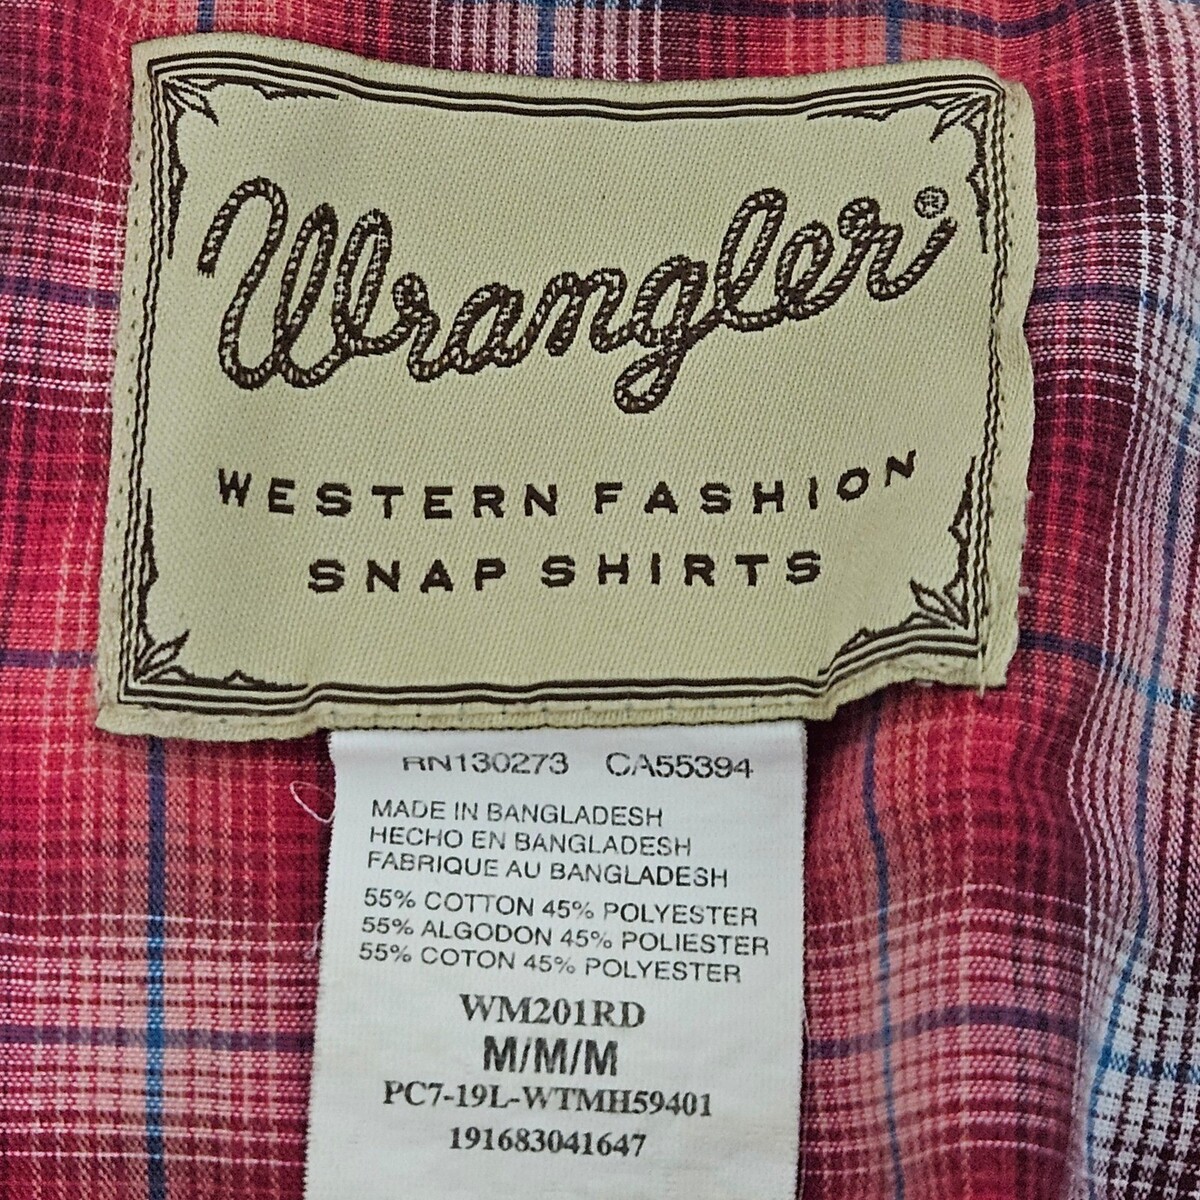 Wrangler®
WESTERN FASHION
SNAP SHIRTS
RN130273 CA55394
MADE IN BANGLADESH
HECHO EN BANGLADESH
FABRIQUE AU BANGLADESH
55% COTTON 45% POLYESTER
55% ALGODON 45% POLIESTER
55% COTON 45% POLYESTER
WM201RD
M/M/M
PC7-19L-WTMH59401
191683041647